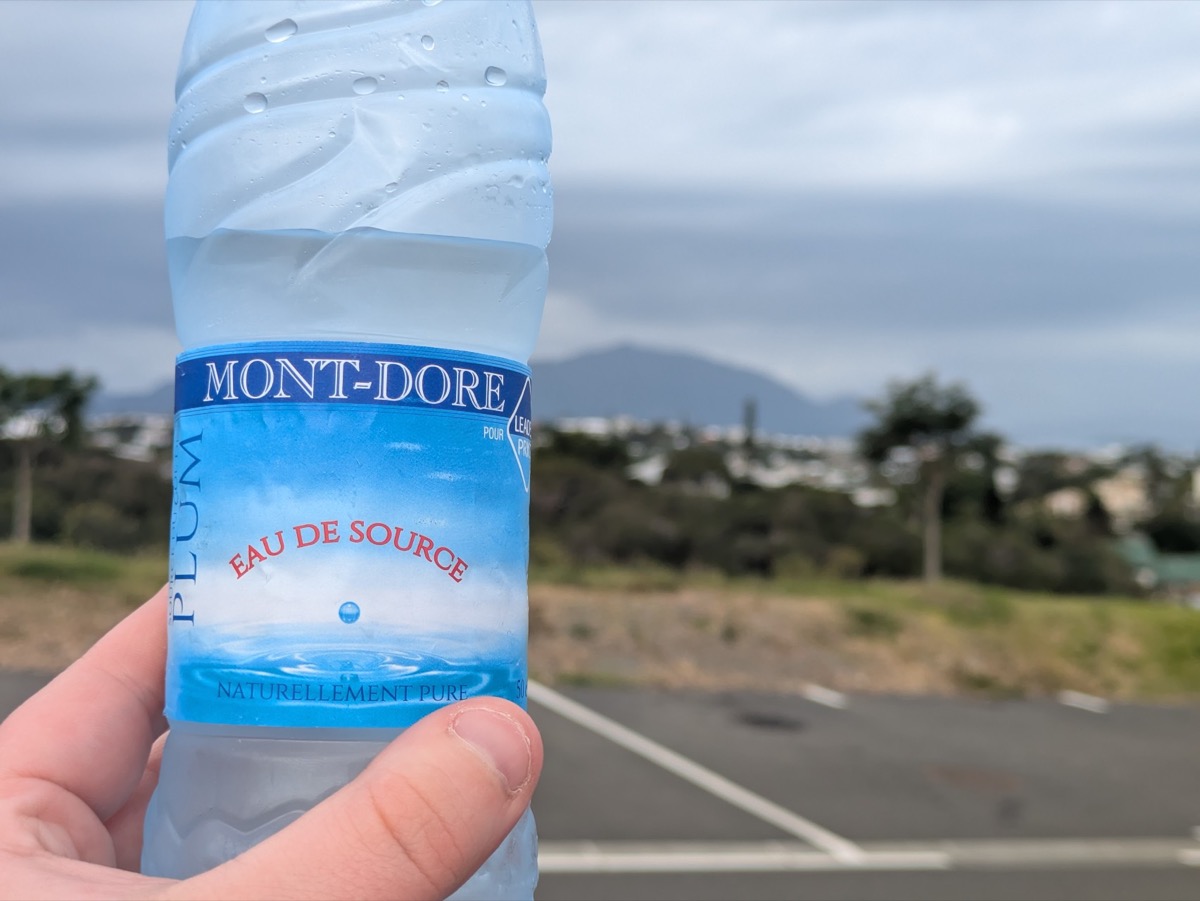 MONT-DORE
POUR
PLUM
EAU DE SOURCE
NATURELLEMENT PURE